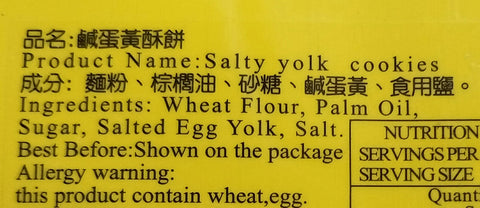 品名:鹹蛋黃酥餅
Product Name:Salty yolk cookies
成分: 麵粉、棕櫚油、砂糖、鹹蛋黃、食用鹽。
Ingredients: Wheat Flour, Palm Oil,
Sugar, Salted Egg Yolk, Salt.
Best Before:Shown on the package
Allergy warning:
this product contain wheat,egg.
NUTRITION
SERVINGS PER
SERVING SIZE
Quanti